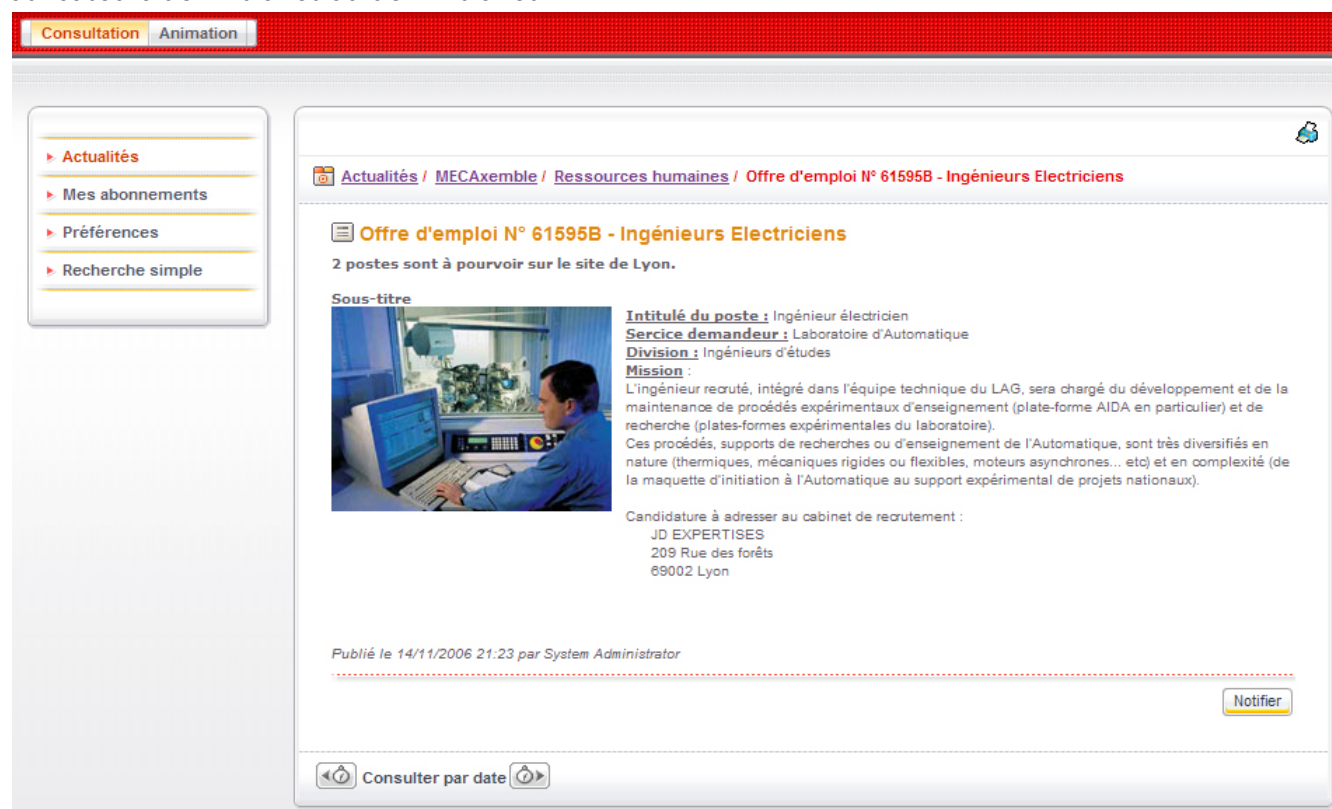 Consultation Animation
Actualités
Mes abonnements
Préférences
Recherche simple
Actualités / MECAxemble / Ressources humaines / Offre d'emploi N° 61595B - Ingénieurs Electriciens
Offre d'emploi N° 61595B - Ingénieurs Electriciens
2 postes sont à pourvoir sur le site de Lyon.
Sous-titre
Intitulé du poste : Ingénieur électricien
Sercice demandeur : Laboratoire d'Automatique
Division : Ingénieurs d'études
Mission :
L'ingénieur recruté, intégré dans l'équipe technique du LAG, sera chargé du développement et de la
maintenance de procédés expérimentaux d'enseignement (plate-forme AIDA en particulier) et de
recherche (plates-formes expérimentales du laboratoire).
Ces procédés, supports de recherches ou d'enseignement de l'Automatique, sont très diversifiés en
nature (thermiques, mécaniques rigides ou flexibles, moteurs asynchrones... etc) et en complexité (de
la maquette d'initiation à l'Automatique au support expérimental de projets nationaux).
Candidature à adresser au cabinet de recrutement :
JD EXPERTISES
209 Rue des forêts
69002 Lyon
Publié le 14/11/2006 21:23 par System Administrator
Notifier
Consulter par date